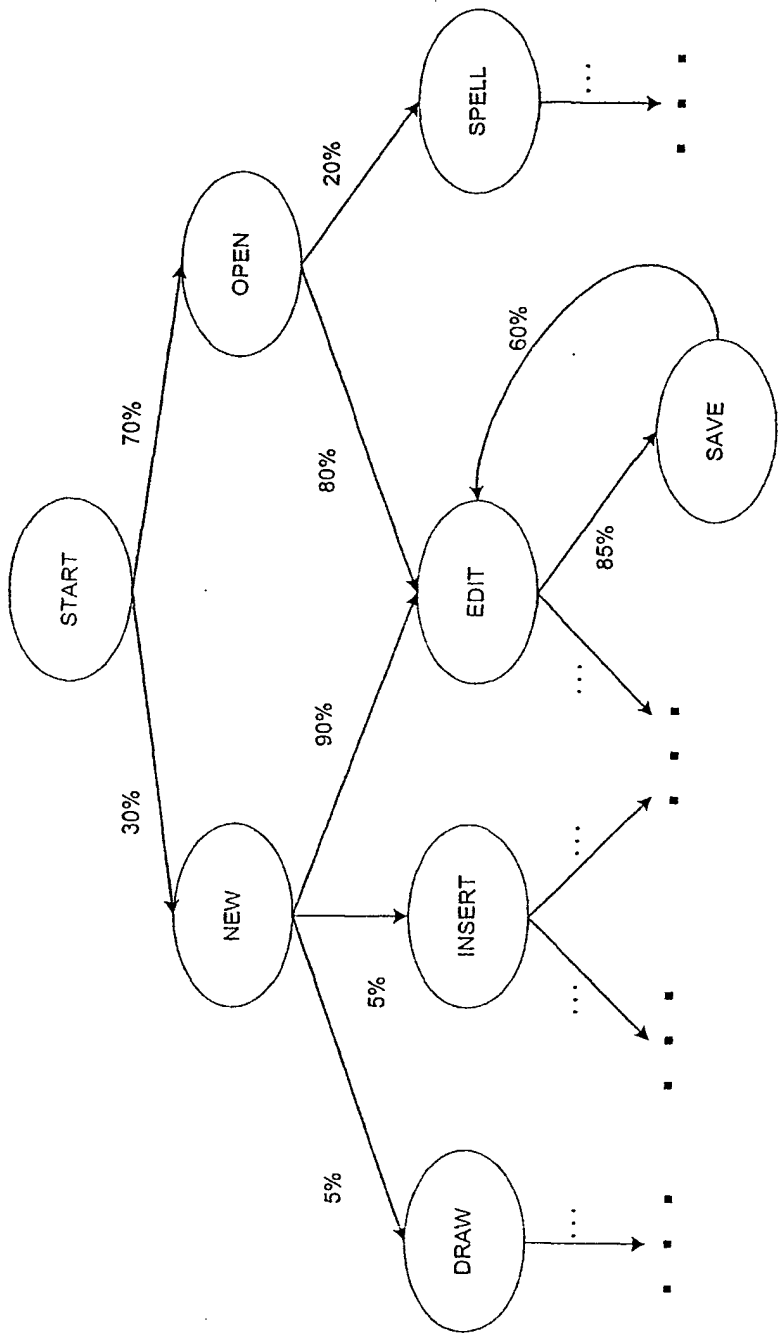 START
30%
70%
NEW
OPEN
5%
5%
90%
80%
20%
DRAW
INSERT
EDIT
SPELL
...
...
...
...
85%
60%
...
SAVE